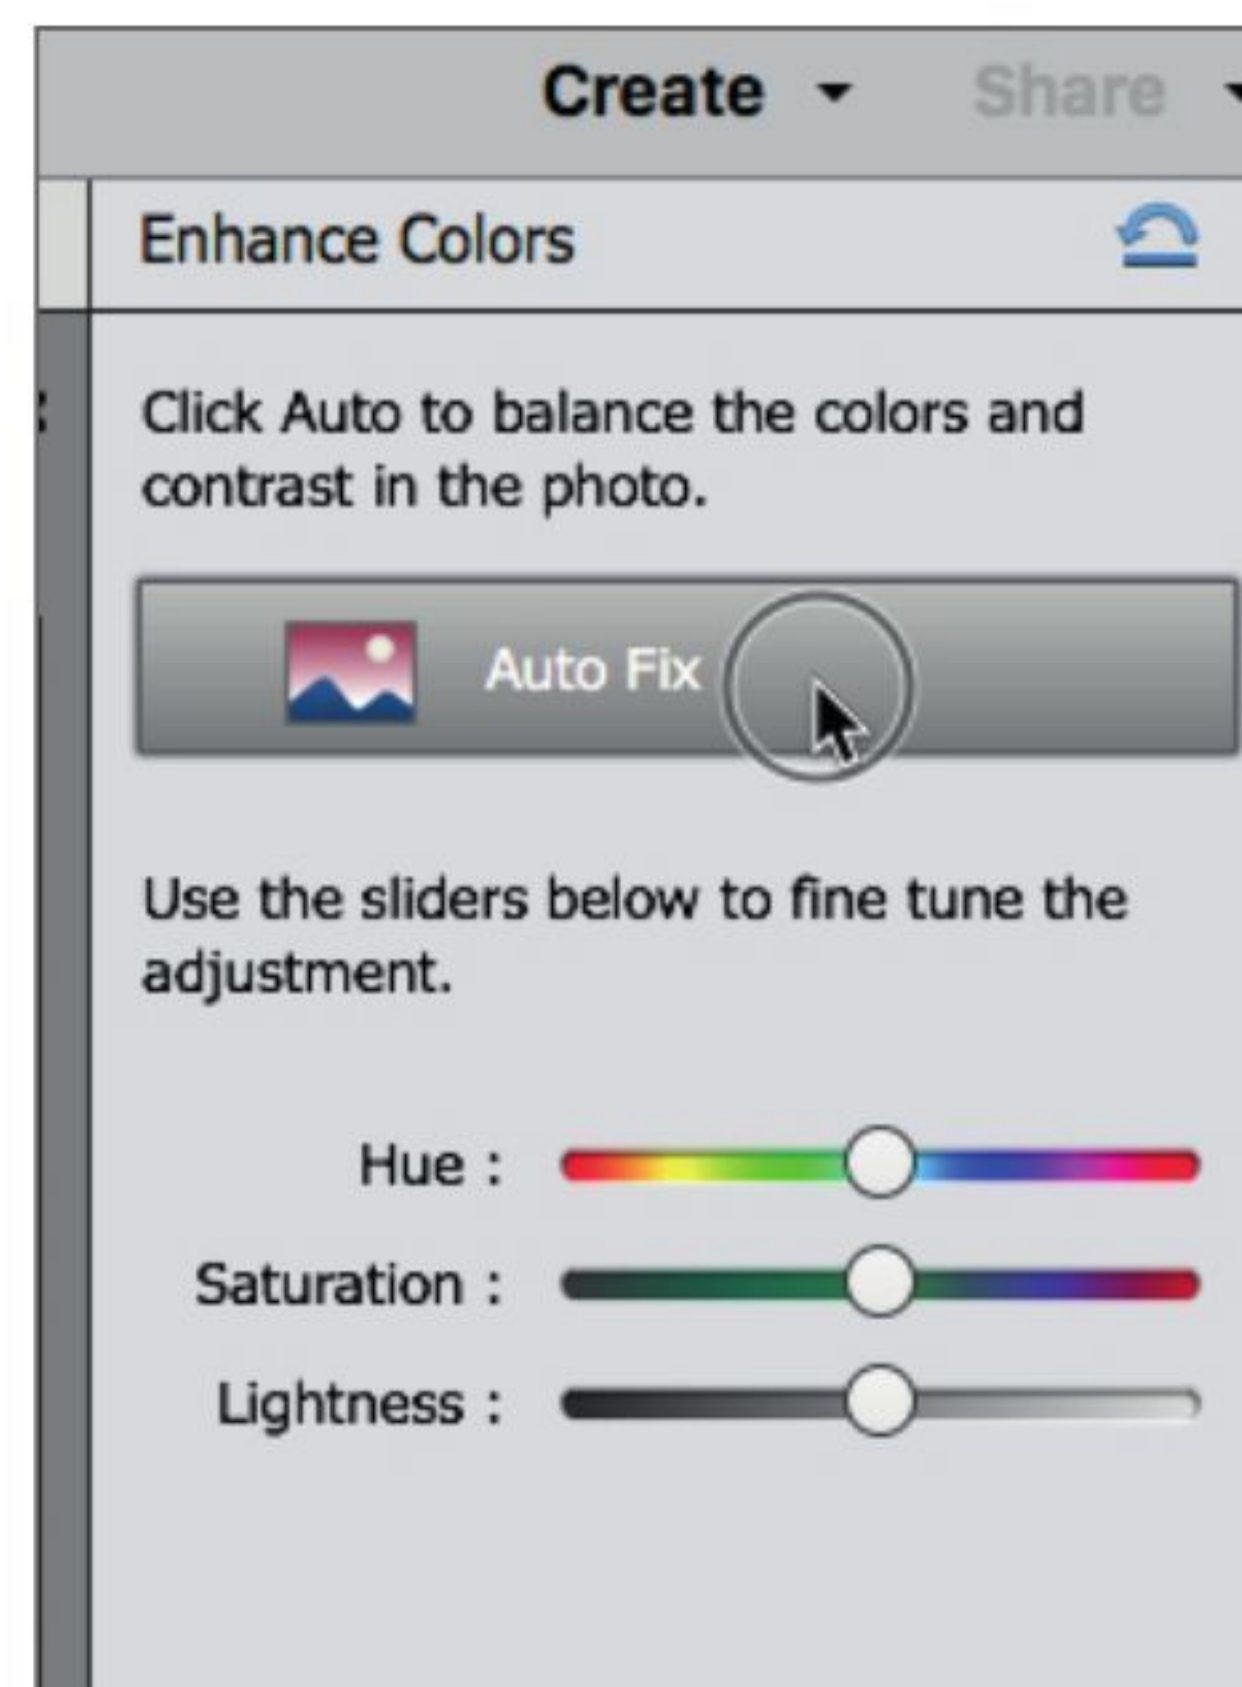 Create Share
Enhance Colors
Click Auto to balance the colors and
contrast in the photo.
Auto Fix
Use the sliders below to fine tune the
adjustment.
Hue :
Saturation :
Lightness :